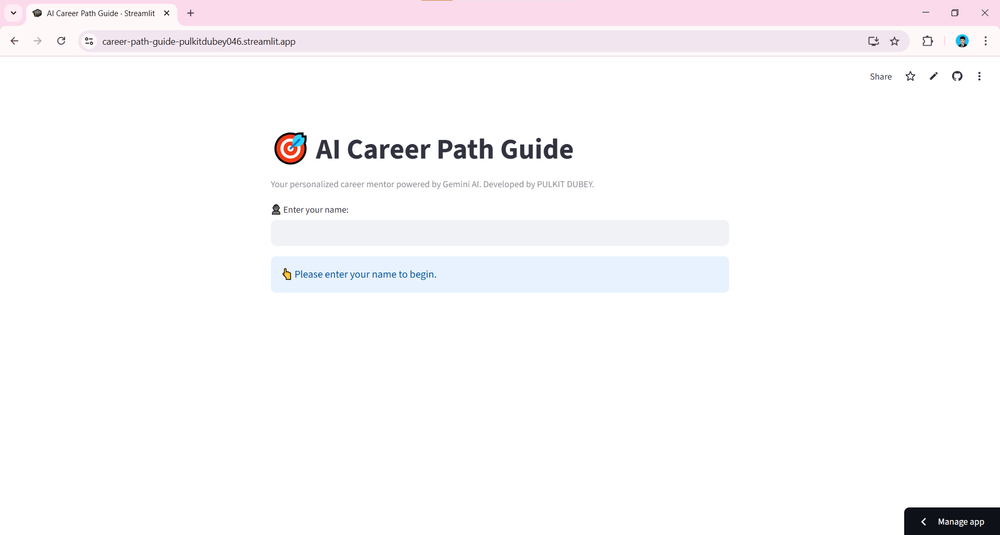 AI Career Path Guide · Streamlit
career-path-guide-pulkitdubey046.streamlit.app
Share
AI Career Path Guide
Your personalized career mentor powered by Gemini AI. Developed by PULKIT DUBEY.
Enter your name:
Please enter your name to begin.
Manage app